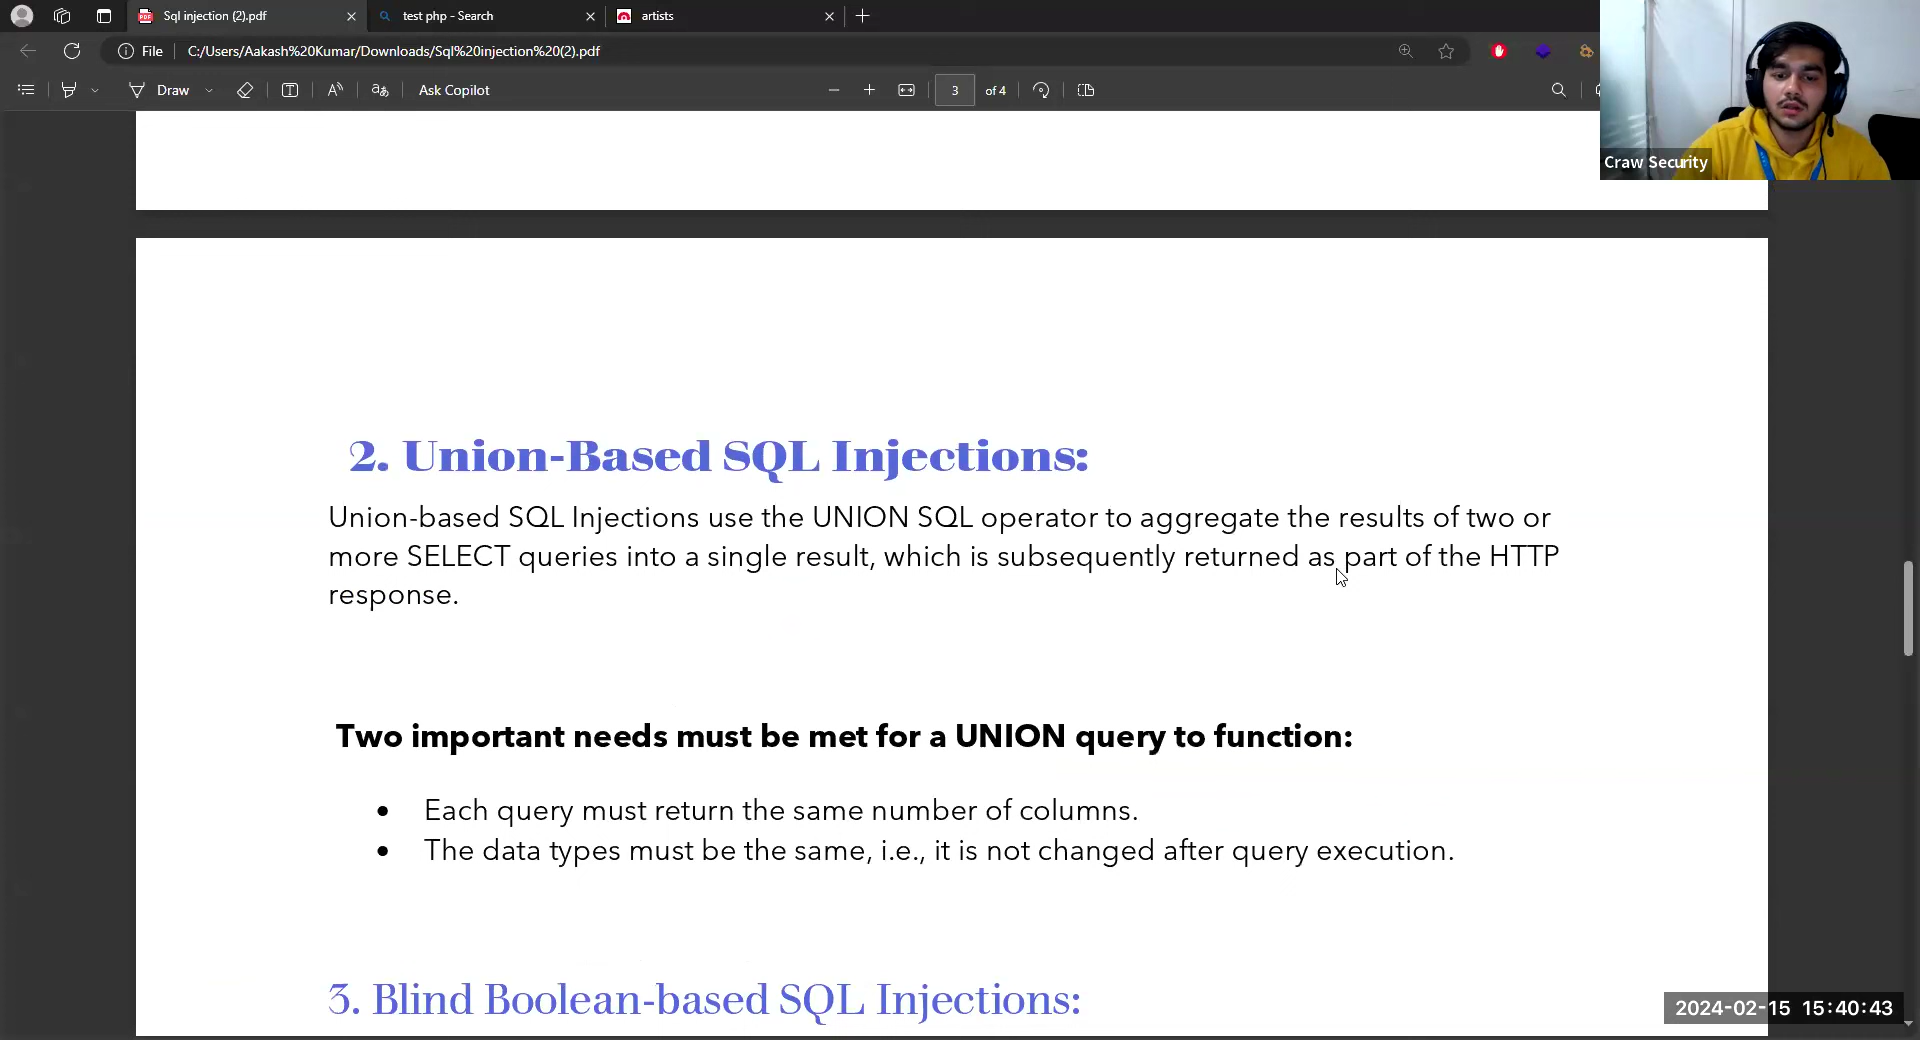 Sql injection (2).pdf
test php - Search
artists
File
C:/Users/Aakash%20Kumar/Downloads/Sql%20injection%20(2).pdf
Draw
Ask Copilot
3 of 4
Craw Security
2. Union-Based SQL Injections:
Union-based SQL Injections use the UNION SQL operator to aggregate the results of two or
more SELECT queries into a single result, which is subsequently returned as part of the HTTP
response.
Two important needs must be met for a UNION query to function:
• Each query must return the same number of columns.
• The data types must be the same, i.e., it is not changed after query execution.
3. Blind Boolean-based SQL Injections:
2024-02-15 15:40:43